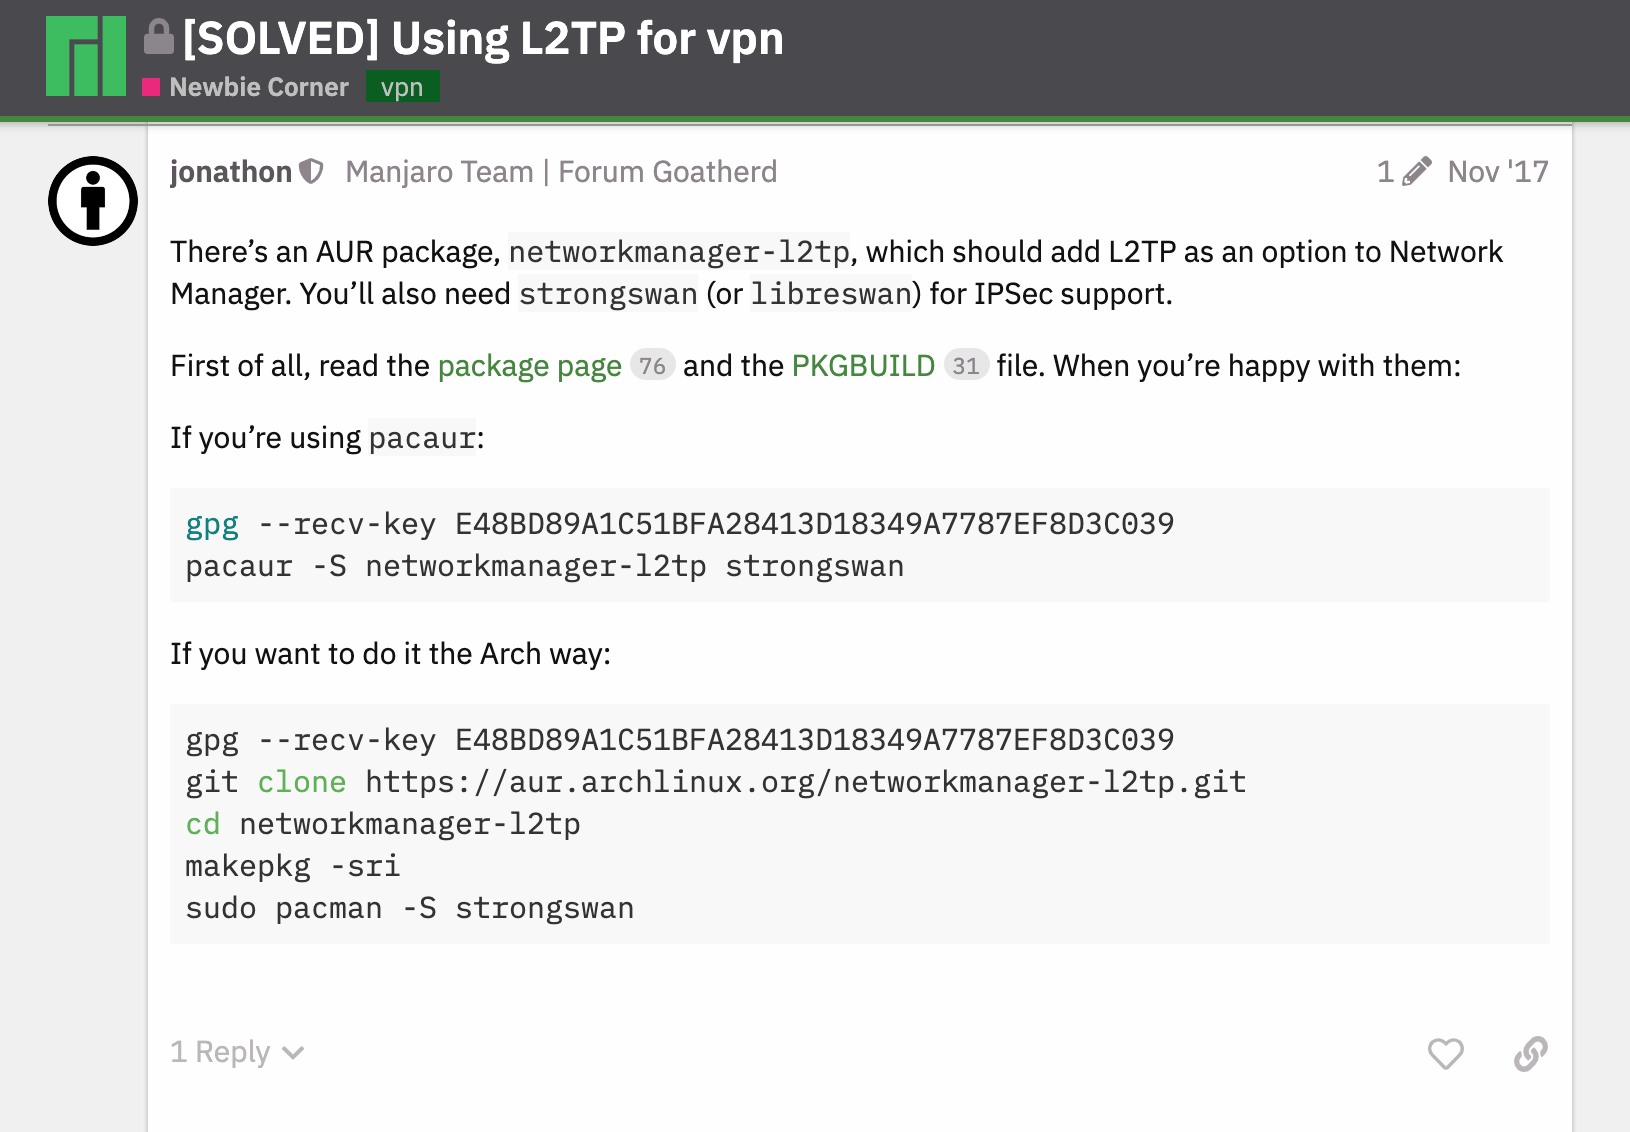 [SOLVED] Using L2TP for vpn
Newbie Corner vpn
jonathon Manjaro Team | Forum Goatherd 1 Nov '17
There’s an AUR package, networkmanager-l2tp, which should add L2TP as an option to Network
Manager. You’ll also need strongswan (or libreswan) for IPSec support.
First of all, read the package page 76 and the PKGBUILD 31 file. When you’re happy with them:
If you’re using pacaur:
gpg --recv-key E48BD89A1C51BFA28413D18349A7787EF8D3C039
pacaur -S networkmanager-l2tp strongswan
If you want to do it the Arch way:
gpg --recv-key E48BD89A1C51BFA28413D18349A7787EF8D3C039
git clone https://aur.archlinux.org/networkmanager-l2tp.git
cd networkmanager-l2tp
makepkg -sri
sudo pacman -S strongswan
1 Reply